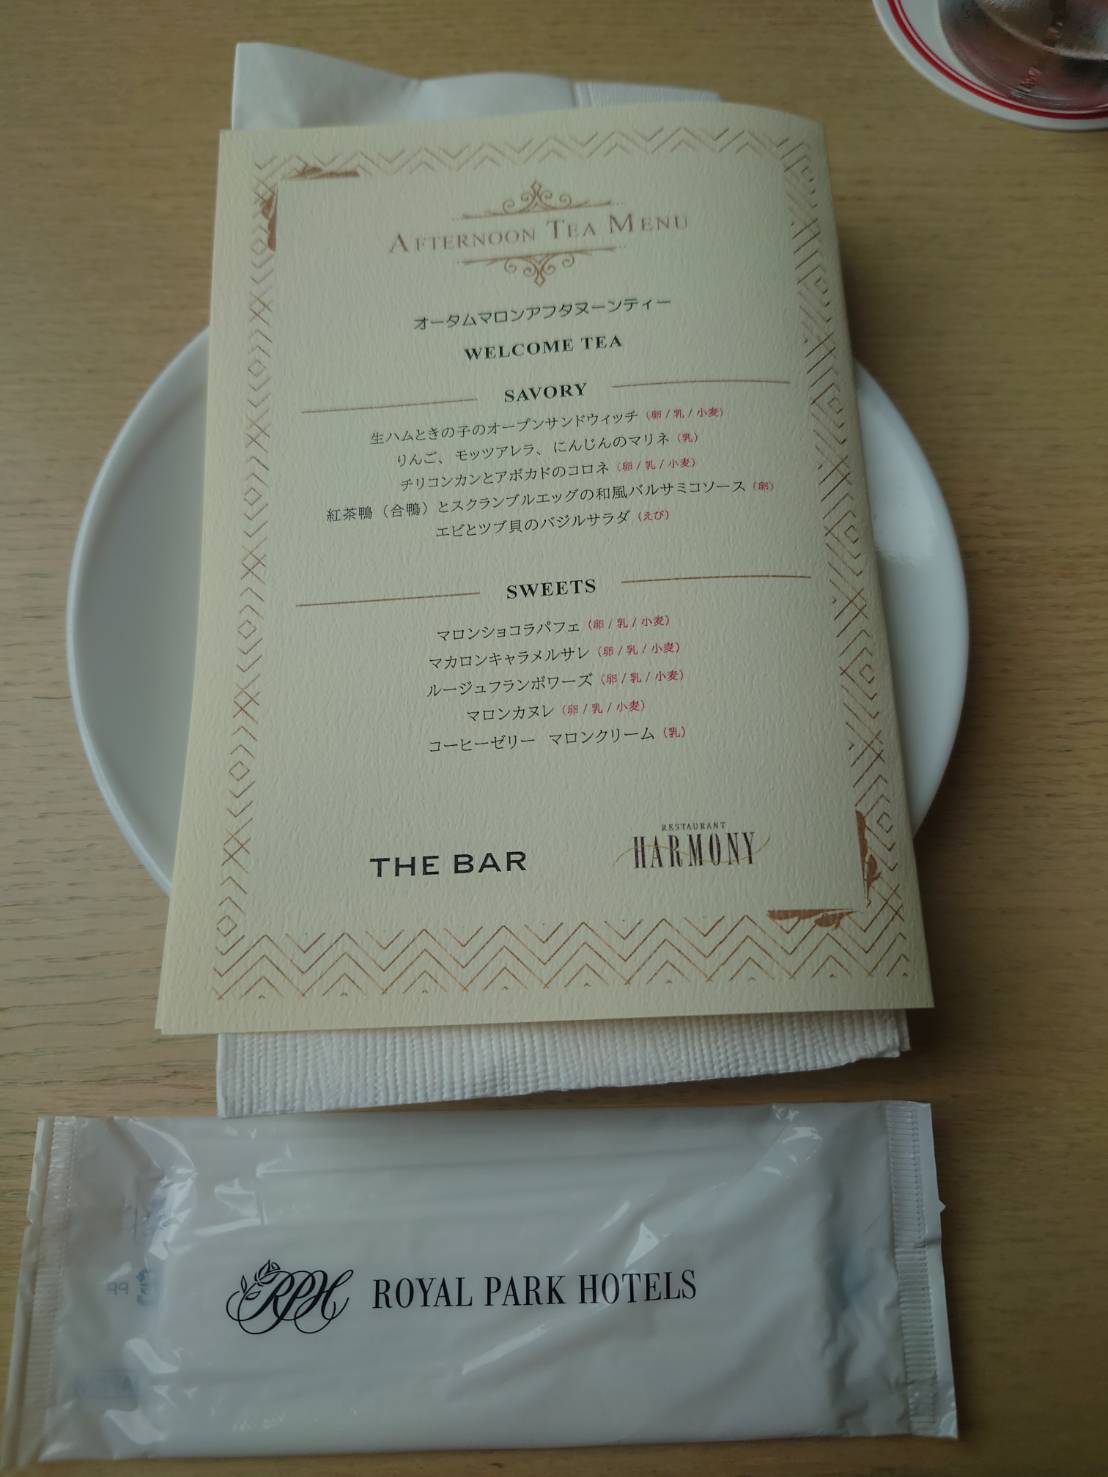 AFTERNOON TEA MENU
オータムマロンアフタヌーンティー
WELCOME TEA
SAVORY
生ハムときの子のオープンサンドウィッチ（卵 / 乳 / 小麦）
りんご、モッツアレラ、にんじんのマリネ（乳）
チリコンカンとアボカドのコロネ（卵 / 乳 / 小麦）
紅茶鴨（合鴨）とスクランブルエッグの和風バルサミコソース（卵）
エビとツブ貝のバジルサラダ（えび）
SWEETS
マロンショコラパフェ（卵 / 乳 / 小麦）
マカロンキャラメルサレ（卵 / 乳 / 小麦）
ルージュフランボワーズ（卵 / 乳 / 小麦）
マロンカヌレ（卵 / 乳 / 小麦）
コーヒーゼリー　マロンクリーム（乳）
THE BAR
RESTAURANT
HARMONY
RPH ROYAL PARK HOTELS